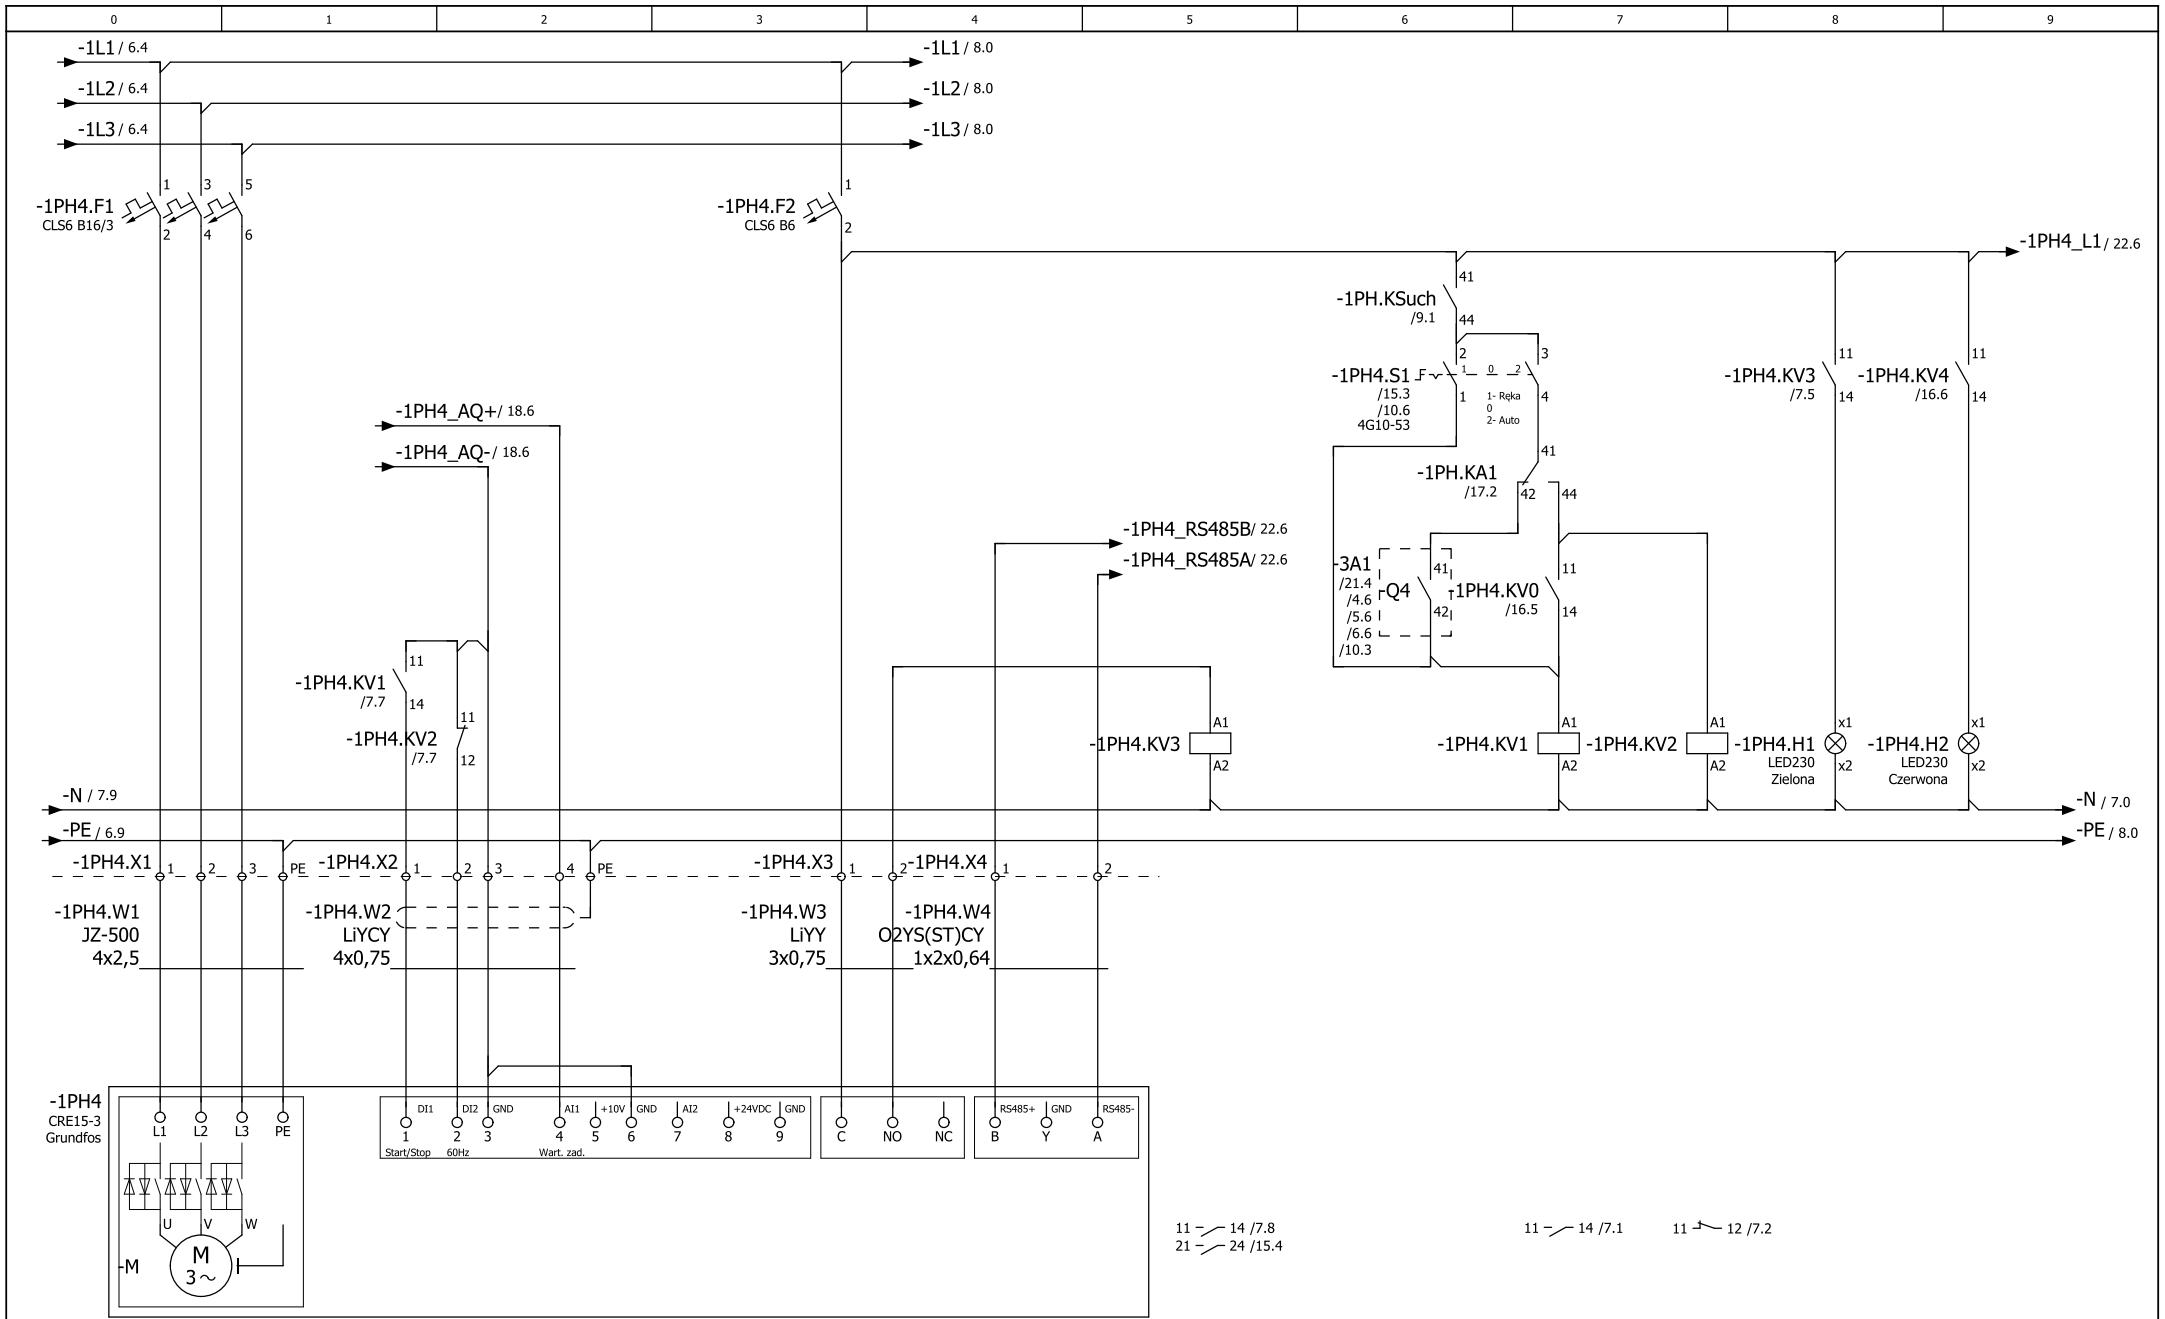 0 1 2 3 4 5 6 7 8 9
-1L1 / 6.4
-1L1 / 8.0
-1L2 / 6.4
-1L2 / 8.0
-1L3 / 6.4
-1L3 / 8.0
1 3 5
-1PH4.F1
CLS6 B16/3
2 4 6
1
-1PH4.F2
CLS6 B6
2
-1PH4_L1 / 22.6
41
-1PH.KSuch
/9.1
44
2 3
-1PH4.S1
1 0 2
/15.3
/10.6
4G10-53
1 4
1- Ręka
0
2- Auto
11
-1PH4.KV3
/7.5
14
11
-1PH4.KV4
/16.6
14
-1PH4_AQ+ / 18.6
-1PH4_AQ- / 18.6
41
-1PH.KA1
/17.2
42 44
-1PH4_RS485B / 22.6
-1PH4_RS485A / 22.6
-3A1
/21.4
/4.6
/5.6
/6.6
/10.3
41
-Q4
42
11
-1PH4.KV0
/16.5
14
11
-1PH4.KV1
/7.7
14
11
-1PH4.KV2
/7.7
12
A1
-1PH4.KV3
A2
A1
-1PH4.KV1
A2
A1
-1PH4.KV2
A2
x1
-1PH4.H1
LED230
Zielona
x2
x1
-1PH4.H2
LED230
Czerwona
x2
-N / 7.9
-N / 7.0
-PE / 6.9
-PE / 8.0
-1PH4.X1 1 2 3 PE
-1PH4.X2 1 2 3 4 PE
-1PH4.X3 1 2
-1PH4.X4 1 2
-1PH4.W1
JZ-500
4x2,5
-1PH4.W2
LiYCY
4x0,75
-1PH4.W3
LiYY
3x0,75
-1PH4.W4
O2YS(ST)CY
1x2x0,64
-1PH4
CRE15-3
Grundfos
L1 L2 L3 PE
DI1 DI2 GND AI1 +10V GND AI2 +24VDC GND
1 2 3 4 5 6 7 8 9
Start/Stop 60Hz Wart. zad.
C NO NC
RS485+ GND RS485-
B Y A
U V W
M
3~
-M
11 14 /7.8
21 24 /15.4
11 14 /7.1
11 12 /7.2